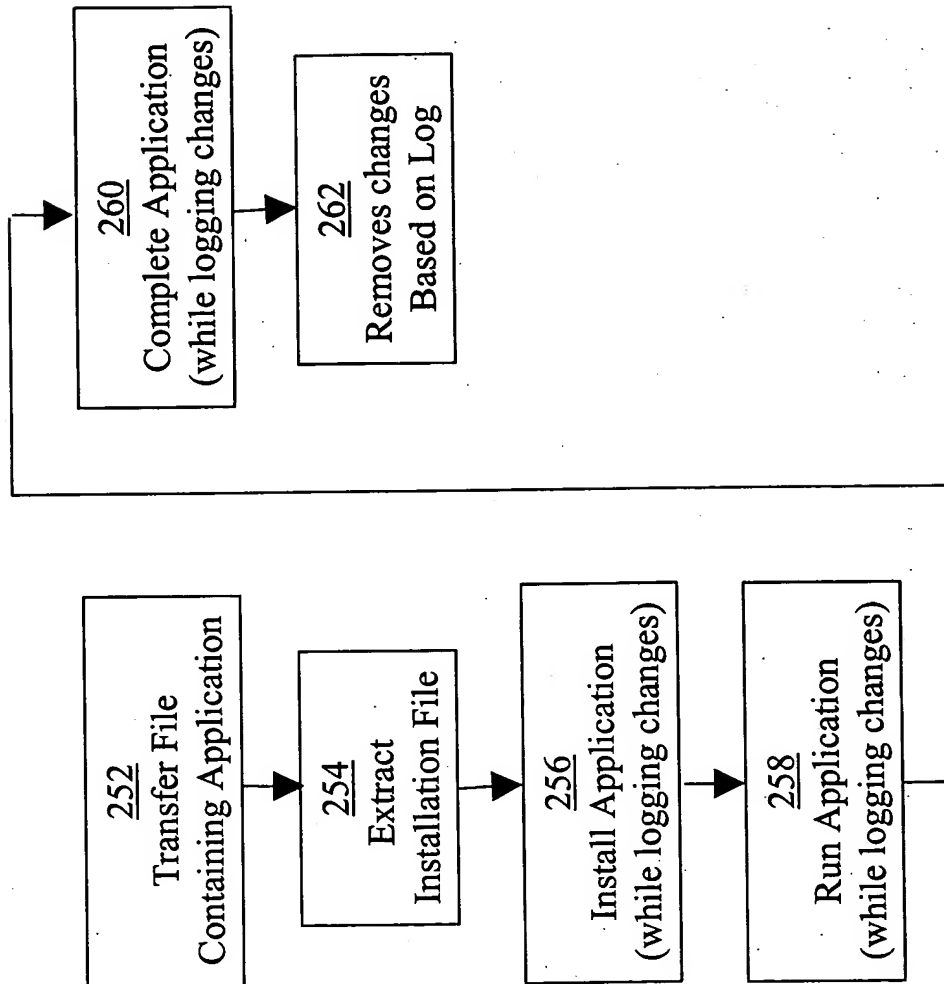 252
Transfer File
Containing Application
254
Extract
Installation File
256
Install Application
(while logging changes)
258
Run Application
(while logging changes)
260
Complete Application
(while logging changes)
262
Removes changes
Based on Log